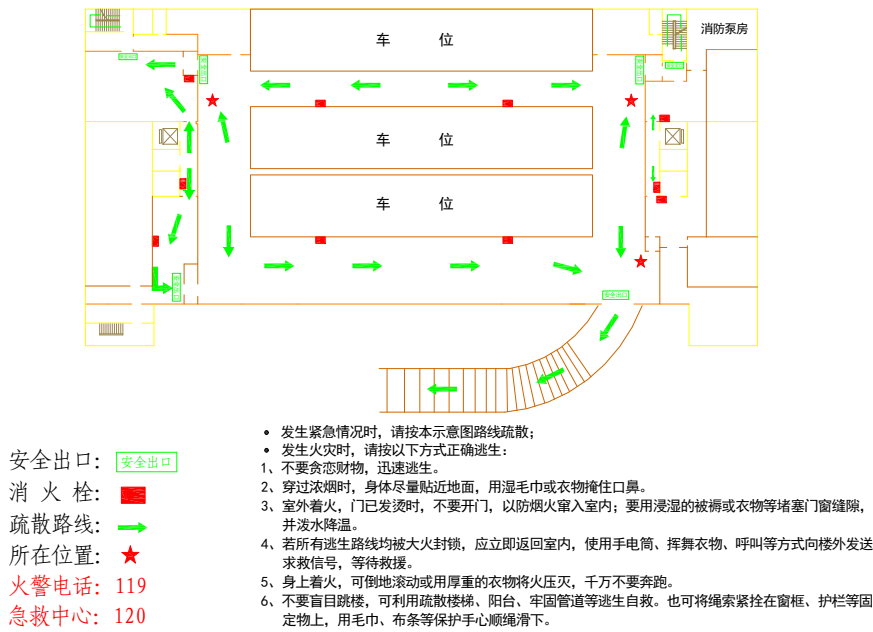 消防泵房
车 位
安全出口
安全出口
安全出口
安全出口
车 位
车 位
安全出口
安全出口
安全出口： 安全出口
消 火 栓：
疏散路线：
所在位置：
火警电话： 119
急救中心： 120
• 发生紧急情况时，请按本示意图路线疏散；
• 发生火灾时，请按以下方式正确逃生：
1、不要贪恋财物，迅速逃生。
2、穿过浓烟时，身体尽量贴近地面，用湿毛巾或衣物掩住口鼻。
3、室外着火，门已发烫时，不要开门，以防烟火窜入室内；要用浸湿的被褥或衣物等堵塞门窗缝隙，
并泼水降温。
4、若所有逃生路线均被大火封锁，应立即返回室内，使用手电筒、挥舞衣物、呼叫等方式向楼外发送
求救信号，等待救援。
5、身上着火，可倒地滚动或用厚重的衣物将火压灭，千万不要奔跑。
6、不要盲目跳楼，可利用疏散楼梯、阳台、牢固管道等逃生自救。也可将绳索紧拴在窗框、护栏等固
定物上，用毛巾、布条等保护手心顺绳滑下。